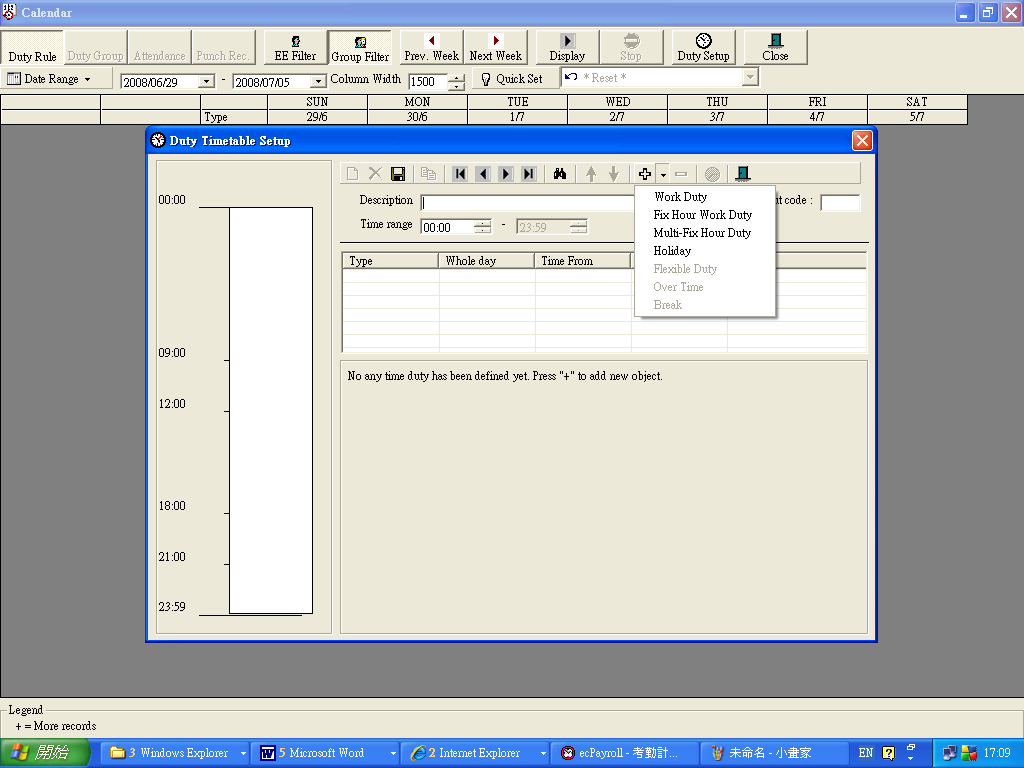 Calendar
Duty Rule Duty Group Attendance Punch Rec. EE Filter Group Filter Prev. Week Next Week Display Stop Duty Setup Close
Date Range 2008/06/29 - 2008/07/05 Column Width 1500 Quick Set * Reset *
SUN MON TUE WED THU FRI SAT
Type 29/6 30/6 1/7 2/7 3/7 4/7 5/7
Duty Timetable Setup
Description
t code :
Time range 00:00 - 23:59
Work Duty
Fix Hour Work Duty
Multi-Fix Hour Duty
Holiday
Flexible Duty
Over Time
Break
Type Whole day Time From
No any time duty has been defined yet. Press "+" to add new object.
00:00
09:00
12:00
18:00
21:00
23:59
Legend
+ = More records
開始 3 Windows Explorer 5 Microsoft Word 2 Internet Explorer ecPayroll - 考勤計... 未命名 - 小畫家 EN 17:09